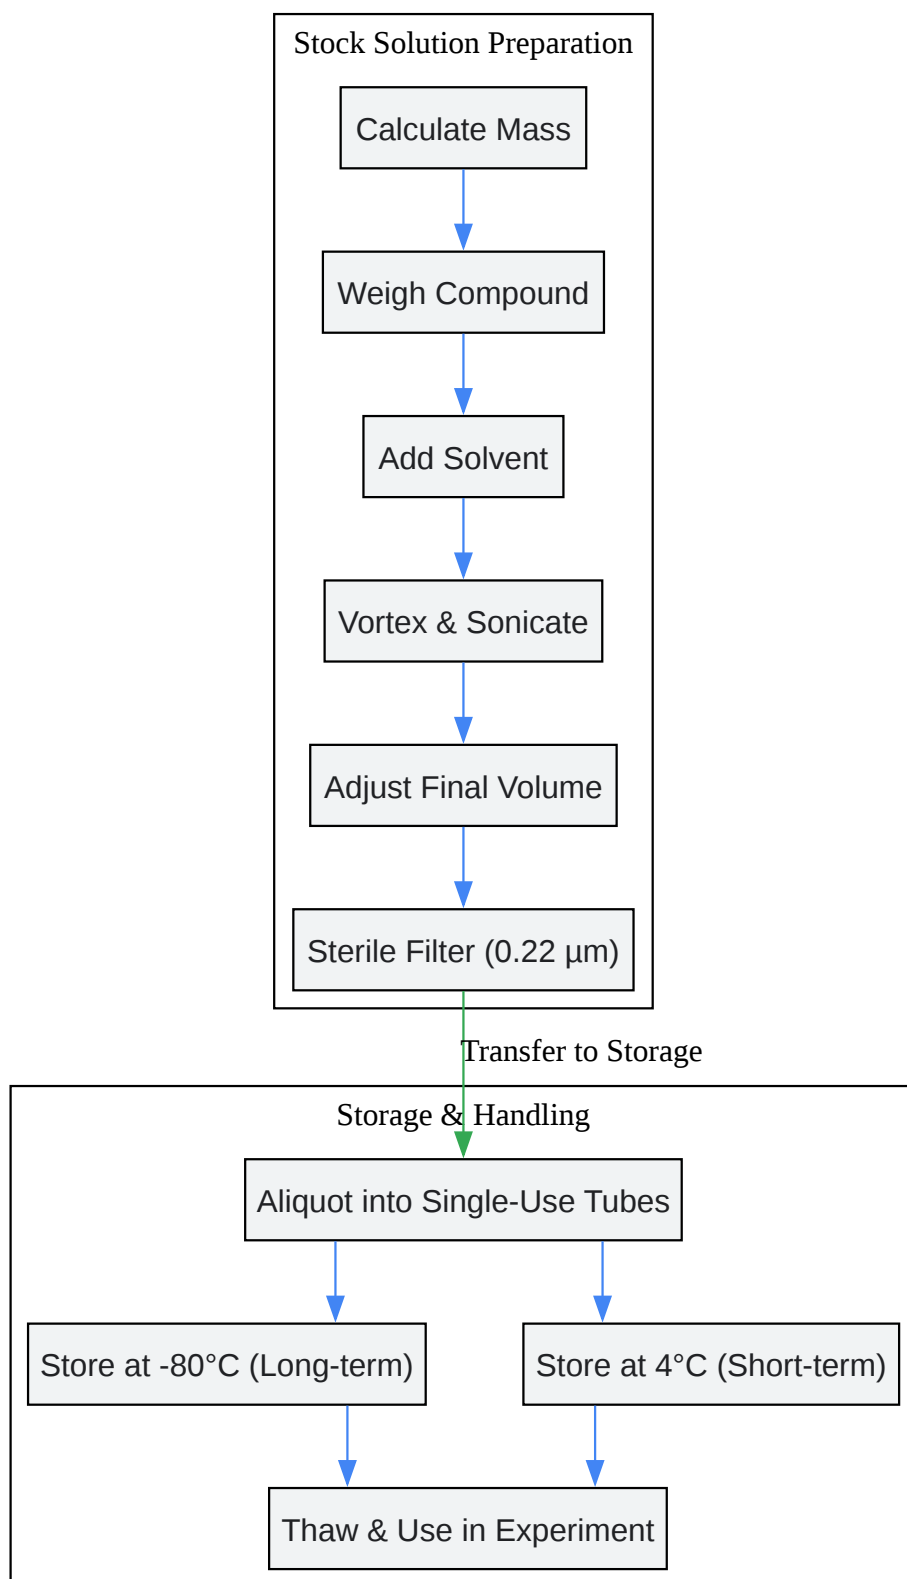 Stock Solution Preparation
Calculate Mass
Weigh Compound
Add Solvent
Vortex & Sonicate
Adjust Final Volume
Sterile Filter (0.22 µm)
Transfer to Storage
Storage & Handling
Aliquot into Single-Use Tubes
Store at -80°C (Long-term)
Store at 4°C (Short-term)
Thaw & Use in Experiment